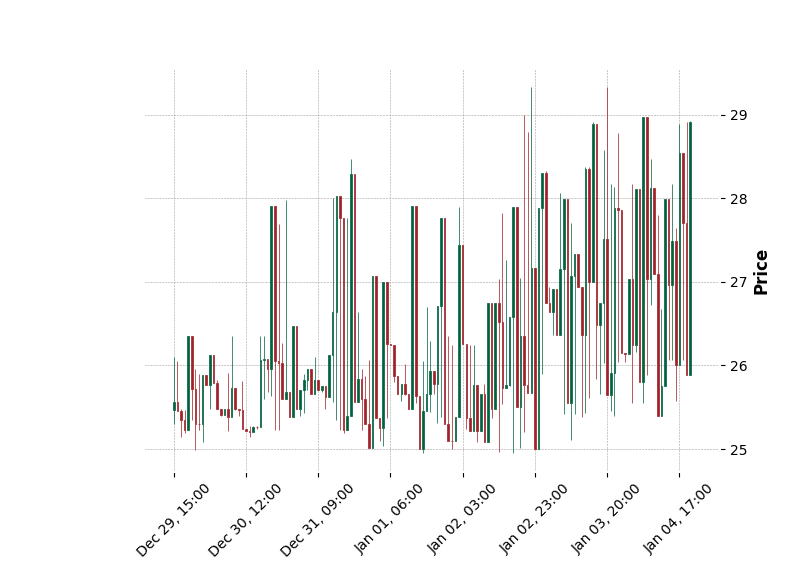 29
28
27
26
25
Price
Dec 29, 15:00
Dec 30, 12:00
Dec 31, 09:00
Jan 01, 06:00
Jan 02, 03:00
Jan 02, 23:00
Jan 03, 20:00
Jan 04, 17:00